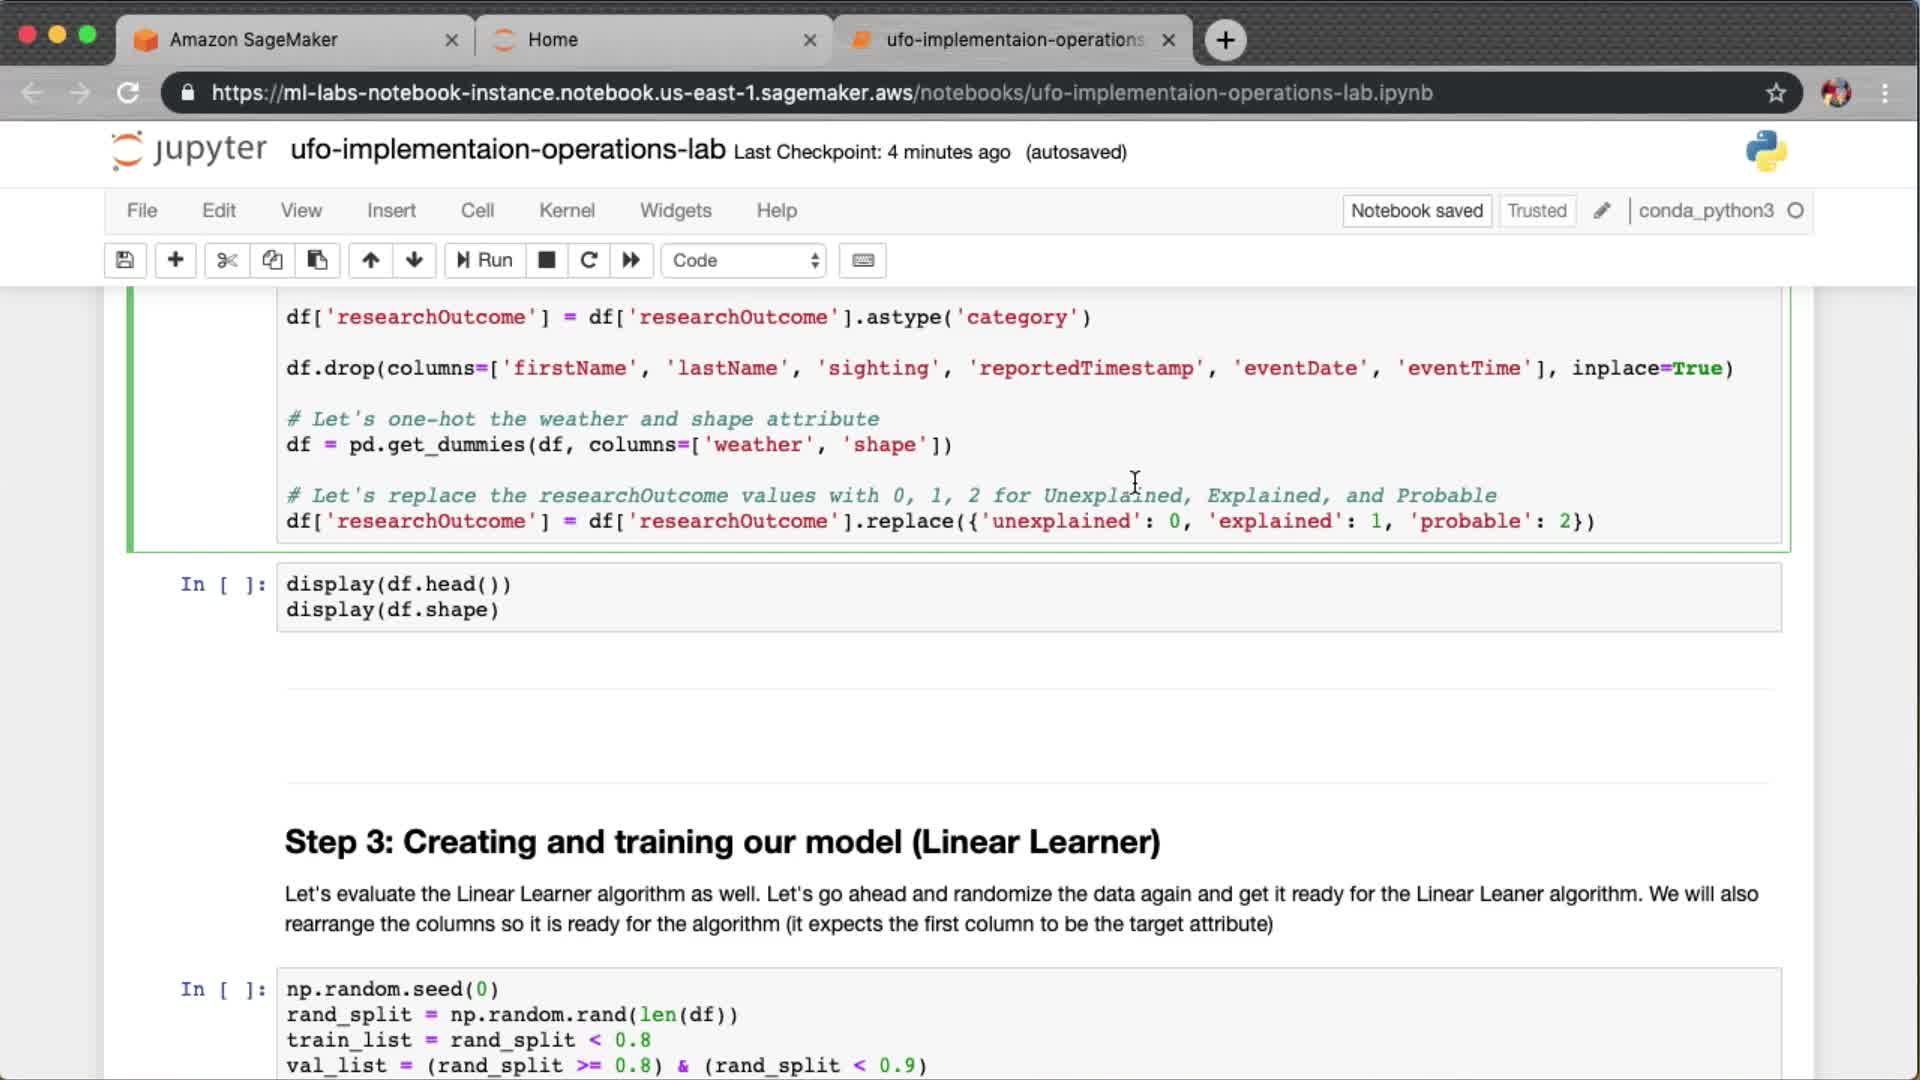 Amazon SageMaker
Home
ufo-implementaion-operations
https://ml-labs-notebook-instance.notebook.us-east-1.sagemaker.aws/notebooks/ufo-implementaion-operations-lab.ipynb
jupyter ufo-implementaion-operations-lab Last Checkpoint: 4 minutes ago (autosaved)
File Edit View Insert Cell Kernel Widgets Help Notebook saved Trusted conda_python3
Run Code
df['researchOutcome'] = df['researchOutcome'].astype('category')
df.drop(columns=['firstName', 'lastName', 'sighting', 'reportedTimestamp', 'eventDate', 'eventTime'], inplace=True)
# Let's one-hot the weather and shape attribute
df = pd.get_dummies(df, columns=['weather', 'shape'])
# Let's replace the researchOutcome values with 0, 1, 2 for Unexplained, Explained, and Probable
df['researchOutcome'] = df['researchOutcome'].replace({'unexplained': 0, 'explained': 1, 'probable': 2})
In [ ]: display(df.head())
display(df.shape)
Step 3: Creating and training our model (Linear Learner)
Let's evaluate the Linear Learner algorithm as well. Let's go ahead and randomize the data again and get it ready for the Linear Leaner algorithm. We will also
rearrange the columns so it is ready for the algorithm (it expects the first column to be the target attribute)
In [ ]: np.random.seed(0)
rand_split = np.random.rand(len(df))
train_list = rand_split < 0.8
val_list = (rand_split >= 0.8) & (rand_split < 0.9)